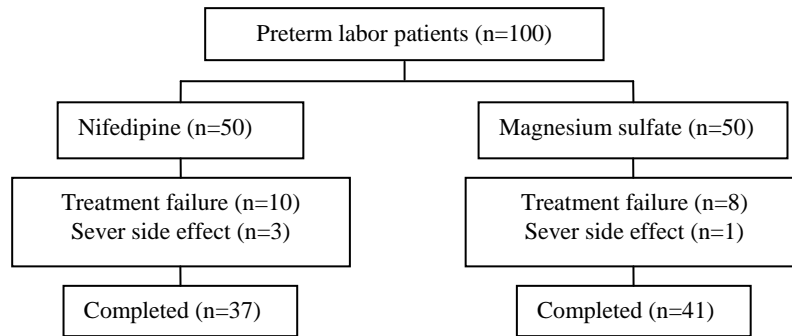 Preterm labor patients (n=100)
Nifedipine (n=50)
Magnesium sulfate (n=50)
Treatment failure (n=10)
Sever side effect (n=3)
Treatment failure (n=8)
Sever side effect (n=1)
Completed (n=37)
Completed (n=41)